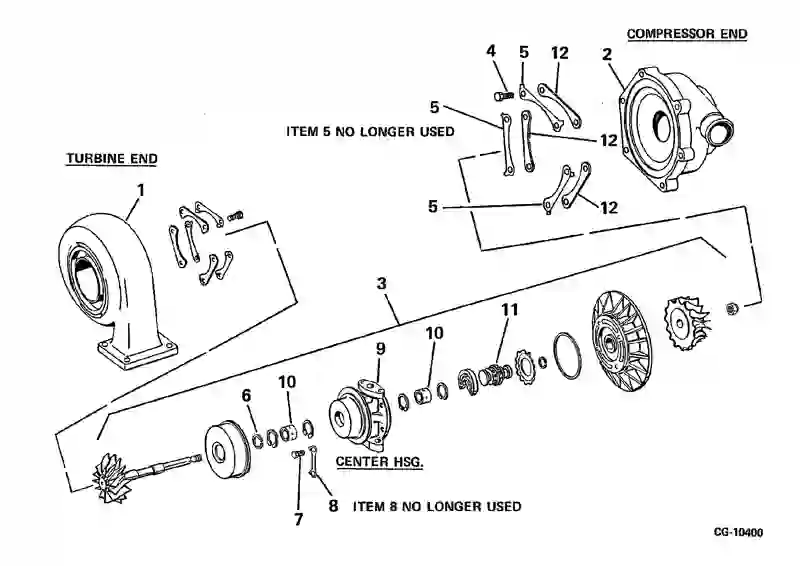 COMPRESSOR END
4
5
12
2
5
ITEM 5 NO LONGER USED
12
TURBINE END
1
5
12
3
11
10
9
6
10
CENTER HSG.
7
8
ITEM 8 NO LONGER USED
CG-10400